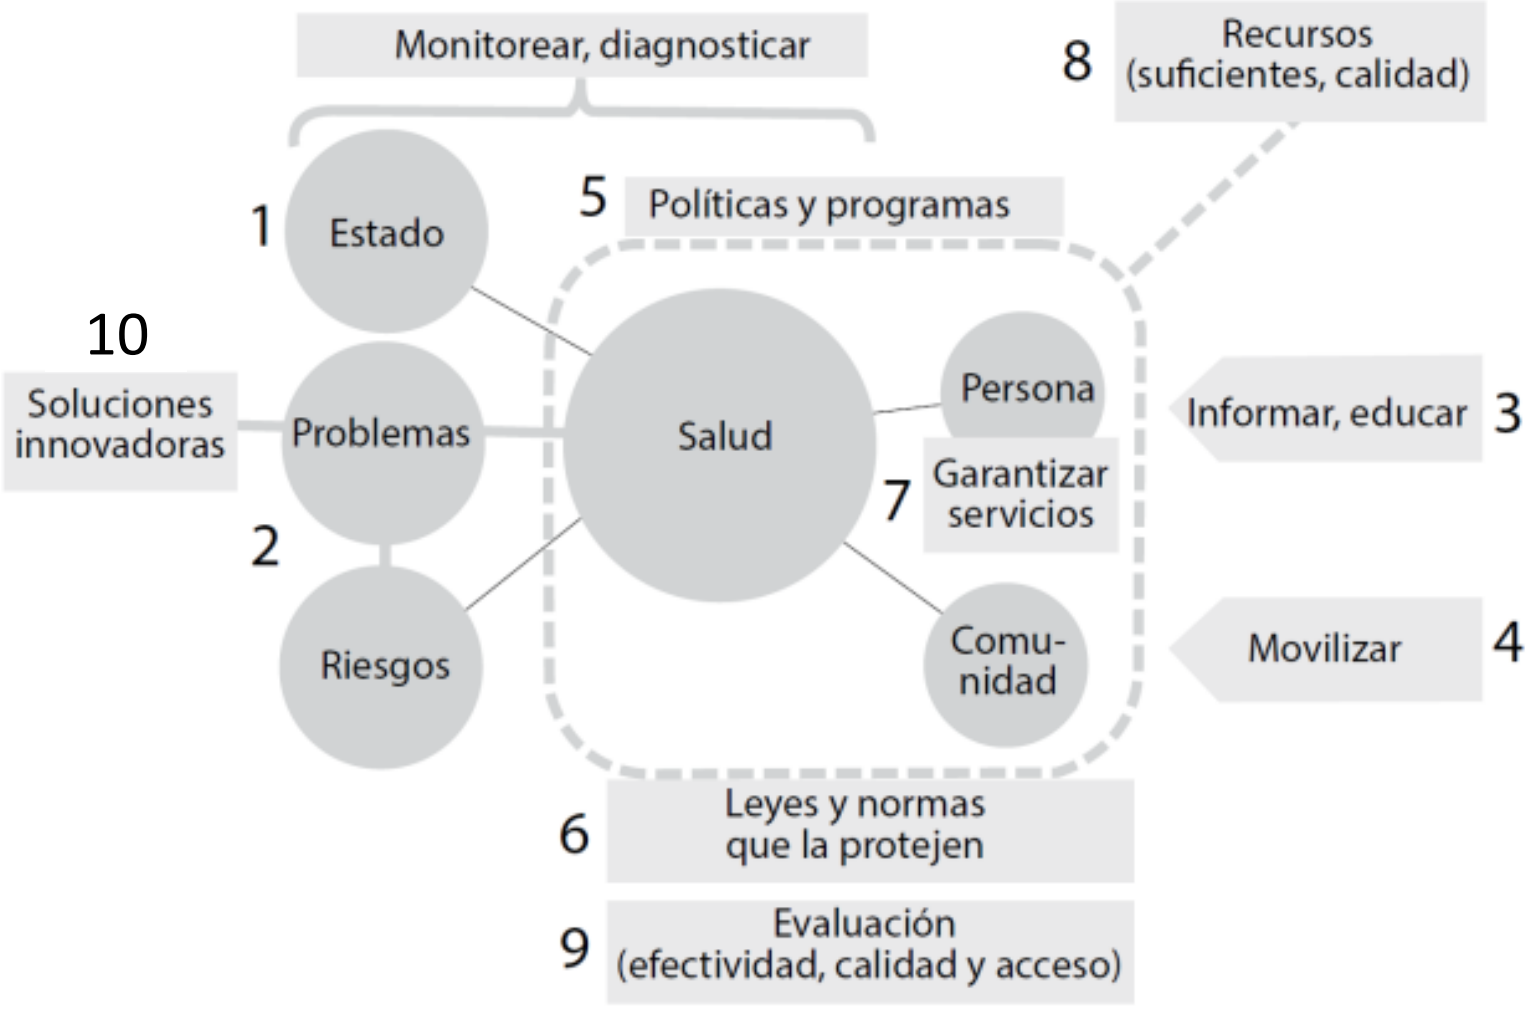 Monitorear, diagnosticar
8
Recursos
(suficientes, calidad)
1
Estado
5
Políticas y programas
10
Soluciones
innovadoras
Problemas
Salud
Persona
Informar, educar
3
7
Garantizar
servicios
2
Riesgos
Comu-
nidad
Movilizar
4
6
Leyes y normas
que la protejen
9
Evaluación
(efectividad, calidad y acceso)